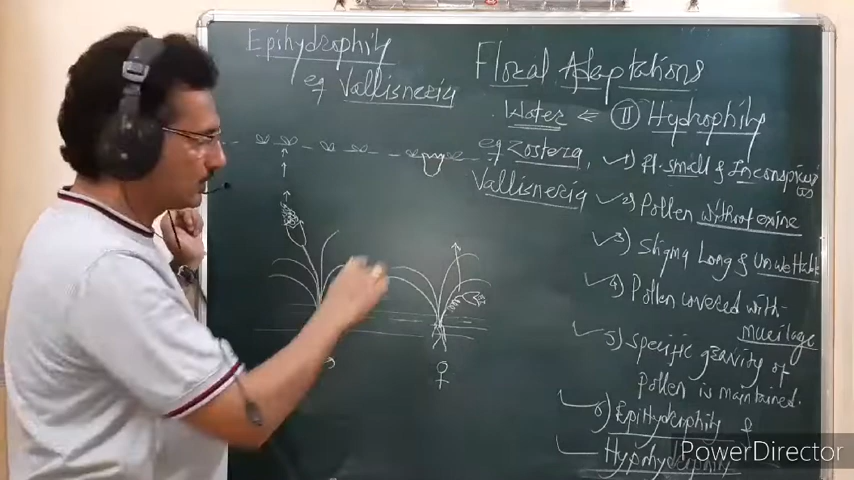 Epihydrophily
eg Vallisneria
Floral Adaptations
Water ← II Hydrophily
eg Zostera,
Vallisneria
1) Fl. small & Inconspicuous
2) Pollen without exine
3) Stigma Long & Unwettable
4) Pollen covered with
mucilage
5) Specific gravity of
pollen is maintained.
6) EpiHydrophily &
Hypohydrophily
♂
♀
PowerDirector